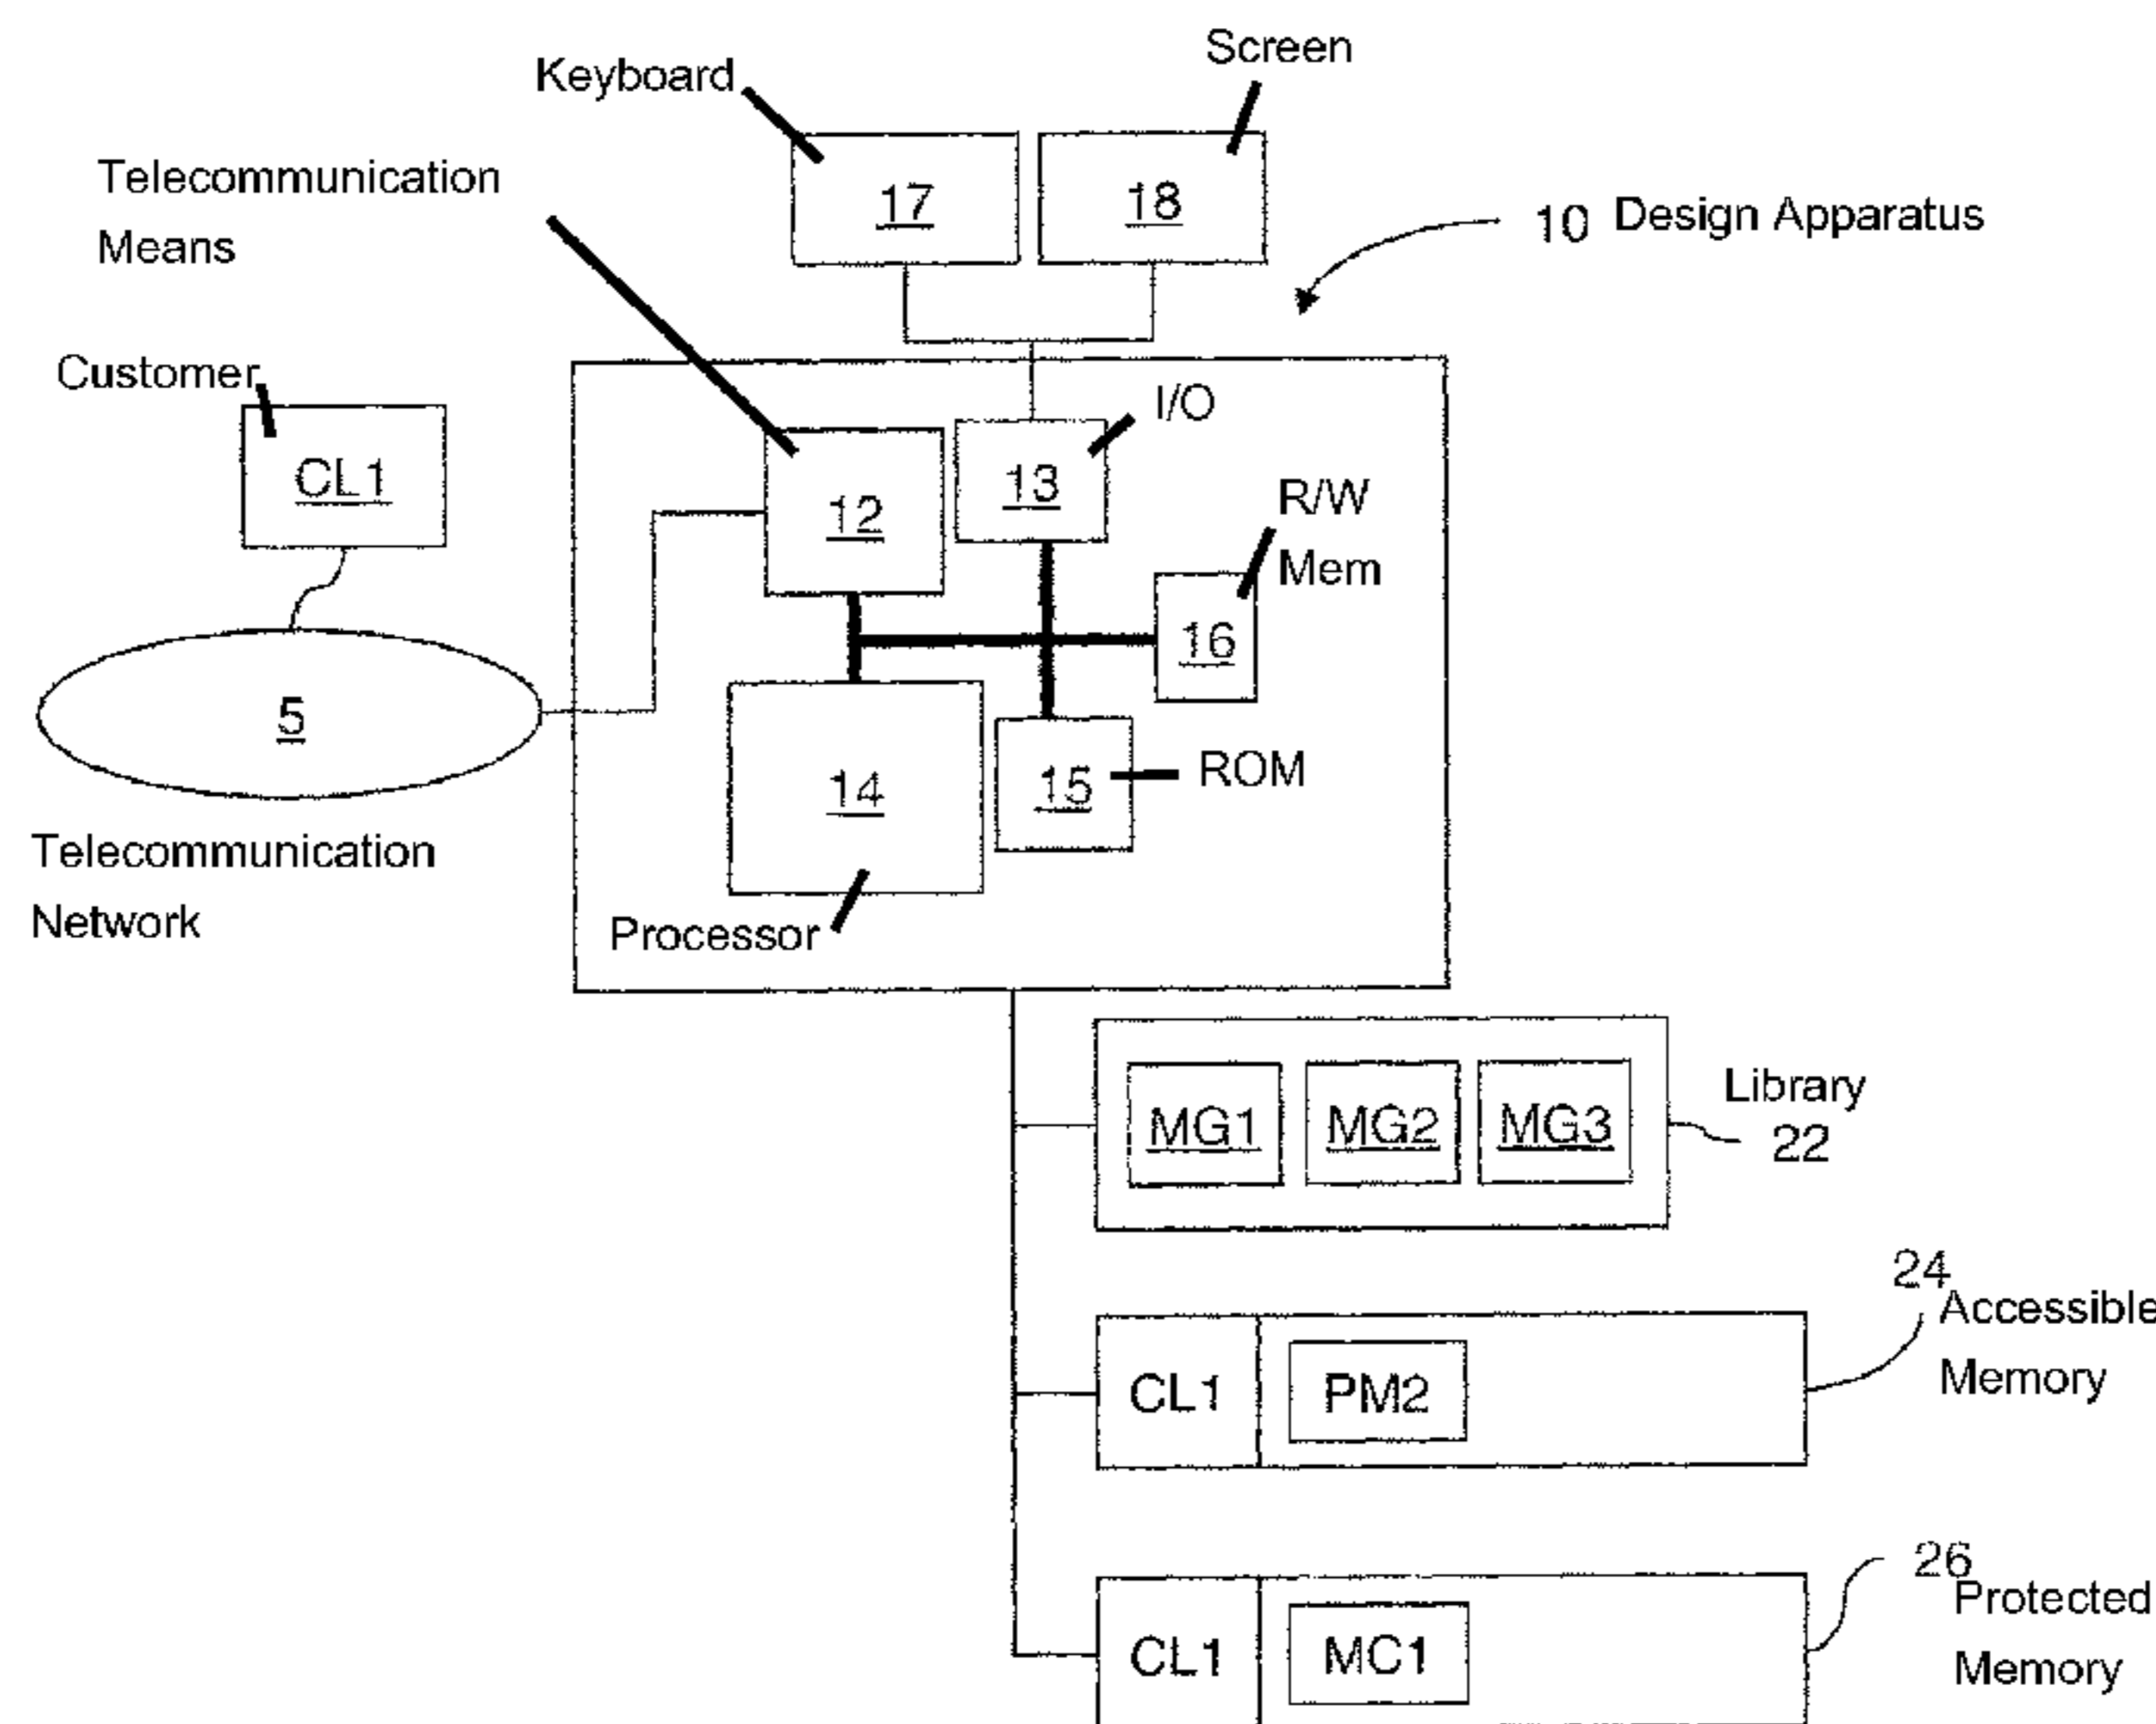 Screen
Keyboard
Telecommunication
Means
17
18
10 Design Apparatus
Customer
I/O
CL1
13
12
R/W
Mem
16
5
14
15
ROM
Telecommunication
Network
Processor
Library
22
MG1 MG2 MG3
24
Accessible
Memory
CL1 PM2
26
Protected
Memory
CL1 MC1